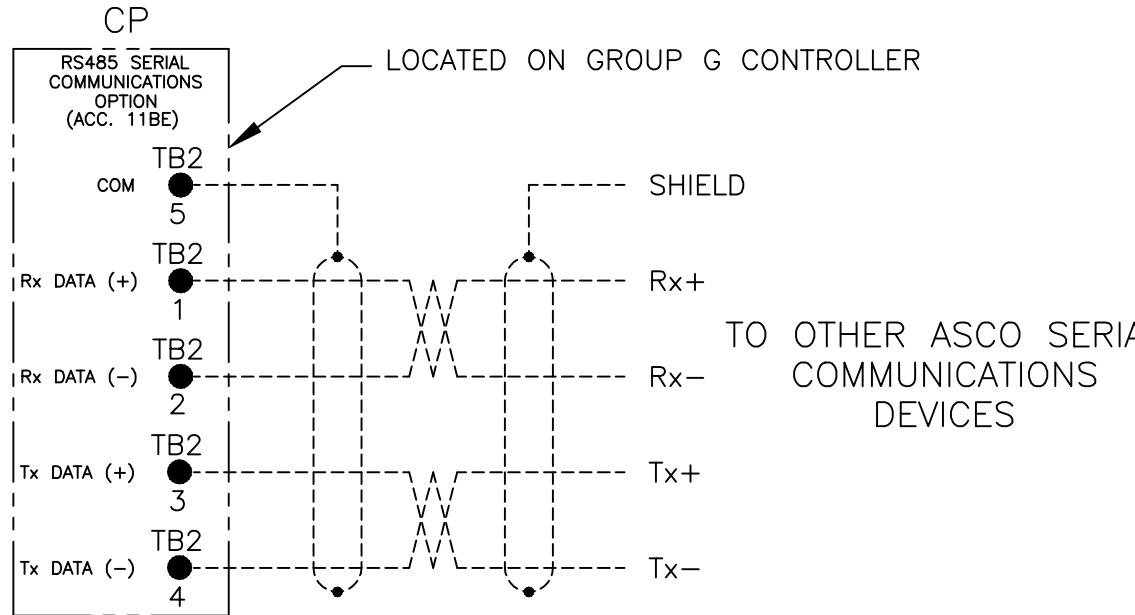 CP
RS485 SERIAL
COMMUNICATIONS
OPTION
(ACC. 11BE)
LOCATED ON GROUP G CONTROLLER
TB2
COM
5
SHIELD
TB2
Rx DATA (+)
1
Rx+
TB2
Rx DATA (-)
2
Rx-
TO OTHER ASCO SERIA
COMMUNICATIONS
DEVICES
TB2
Tx DATA (+)
3
Tx+
TB2
Tx DATA (-)
4
Tx-